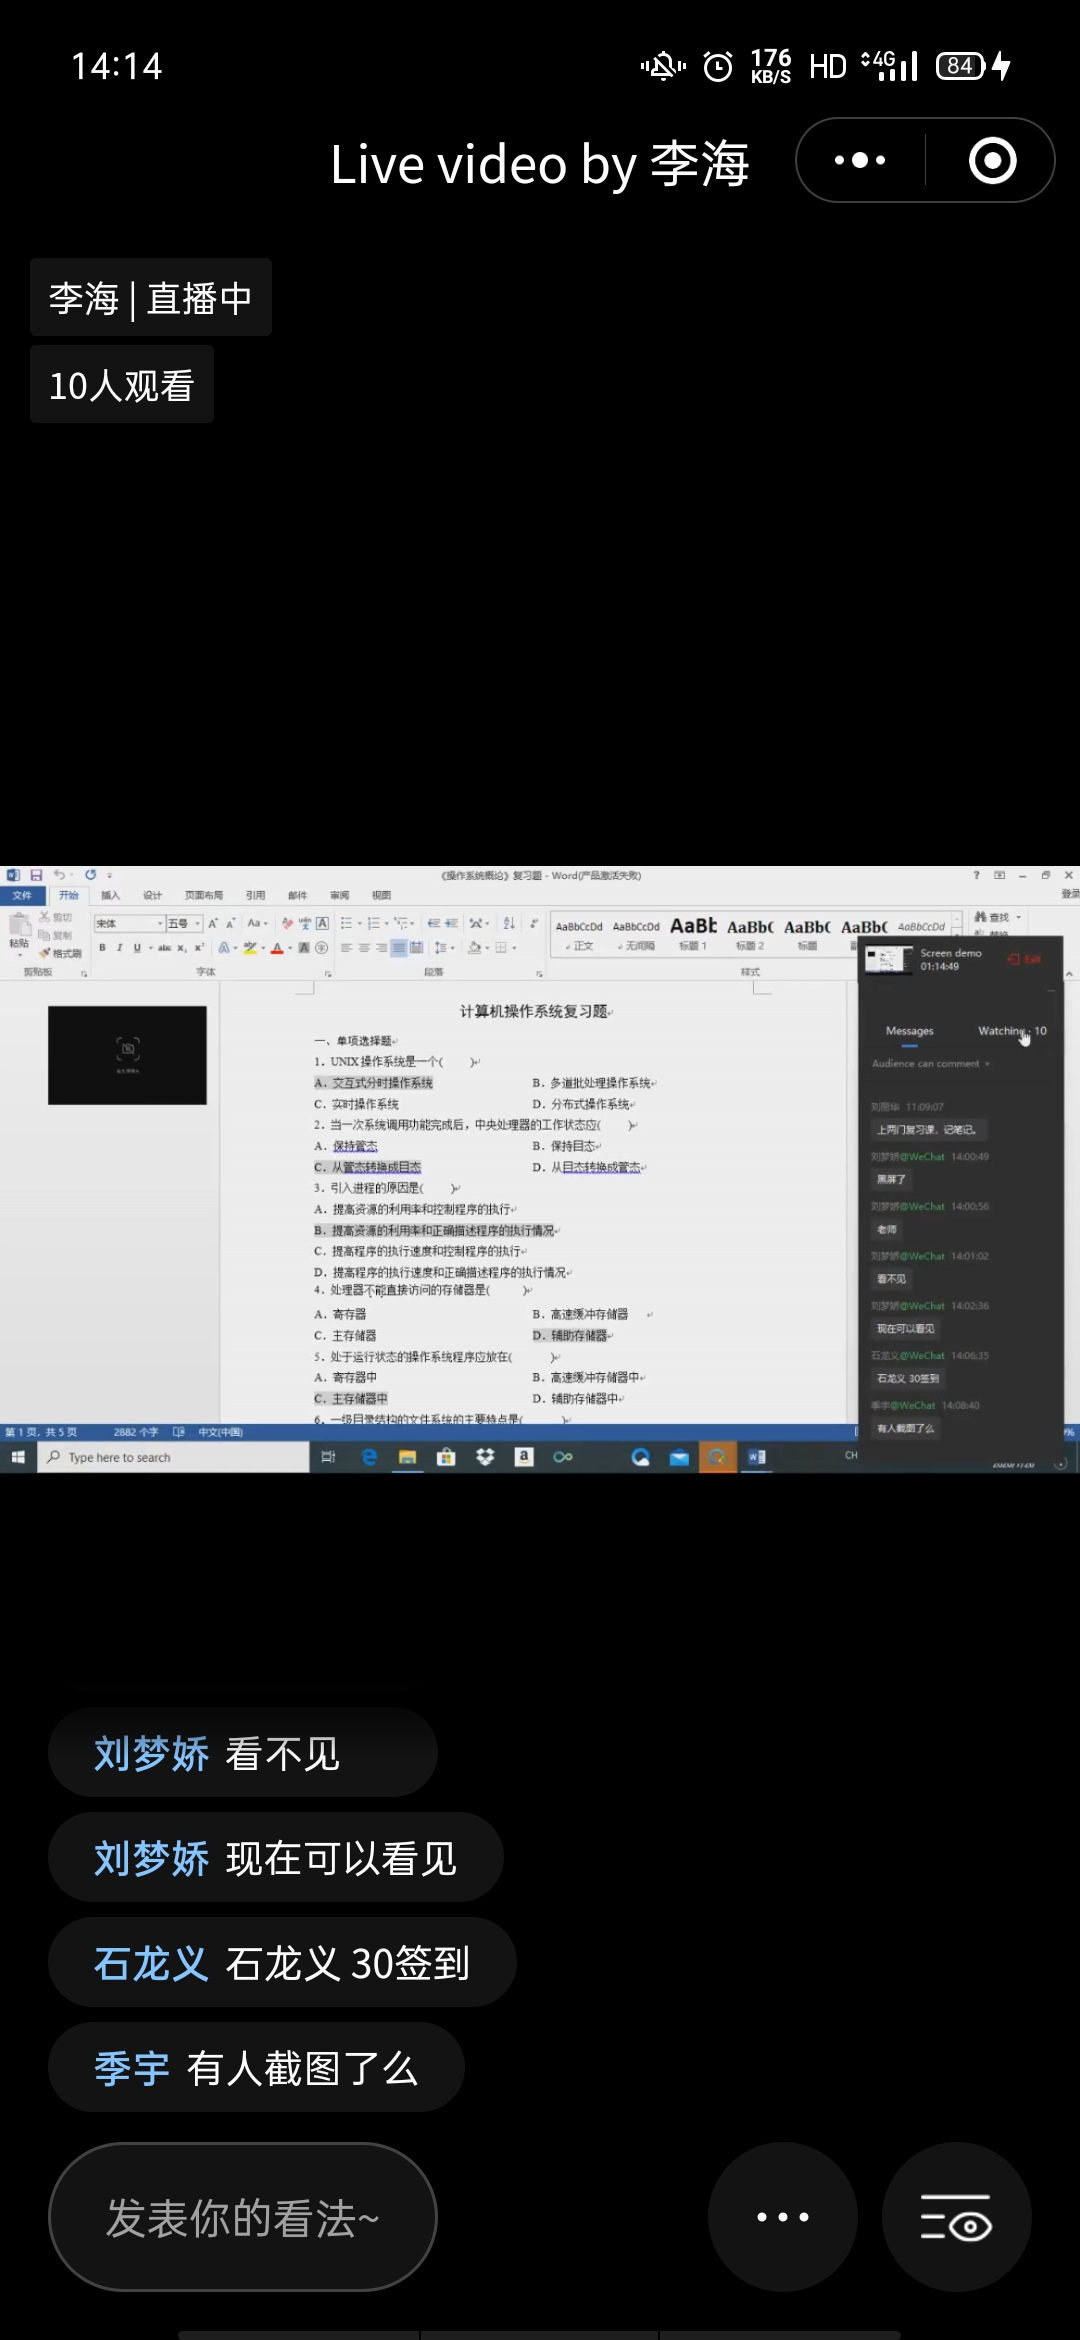 14:14
176 KB/S HD 4G 84
Live video by 李海
李海 | 直播中
10人观看
《操作系统概论》复习题 - Word(产品激活失败)
文件 开始 插入 设计 页面布局 引用 邮件 审阅 视图 登录
剪切
复制
粘贴 格式刷
宋体 五号
AaBbCcDd AaBbCcDd AaBb AaBbC AaBbC AaBbC AaBbCcDd
正文 无间隔 标题 1 标题 2 标题
查找
剪贴板 字体 段落 样式
Screen demo
01:14:49
Exit
Messages Watching · 10
Audience can comment
11:09:07
上两门复习课，记笔记。
刘梦娇@WeChat 14:00:49
黑屏了
刘梦娇@WeChat 14:00:56
老师
刘梦娇@WeChat 14:01:02
看不见
刘梦娇@WeChat 14:02:36
现在可以看见
石龙义@WeChat 14:06:35
石龙义 30签到
季宇@WeChat 14:08:40
有人截图了么
计算机操作系统复习题
一、单项选择题
1．UNIX操作系统是一个( )
A．交互式分时操作系统 B．多道批处理操作系统
C．实时操作系统 D．分布式操作系统
2．当一次系统调用功能完成后，中央处理器的工作状态应( )
A．保持管态 B．保持目态
C．从管态转换成目态 D．从目态转换成管态
3．引入进程的原因是( )
A．提高资源的利用率和控制程序的执行
B．提高资源的利用率和正确描述程序的执行情况
C．提高程序的执行速度和控制程序的执行
D．提高程序的执行速度和正确描述程序的执行情况
4．处理器不能直接访问的存储器是( )
A．寄存器 B．高速缓冲存储器
C．主存储器 D．辅助存储器
5．处于运行状态的操作系统程序应放在( )
A．寄存器中 B．高速缓冲存储器中
C．主存储器中 D．辅助存储器中
6．一级目录结构的文件系统的主要特点是( )
第 1 页，共 5 页 2882 个字 中文(中国)
Type here to search
CH
刘梦娇 看不见
刘梦娇 现在可以看见
石龙义 石龙义 30签到
季宇 有人截图了么
发表你的看法~